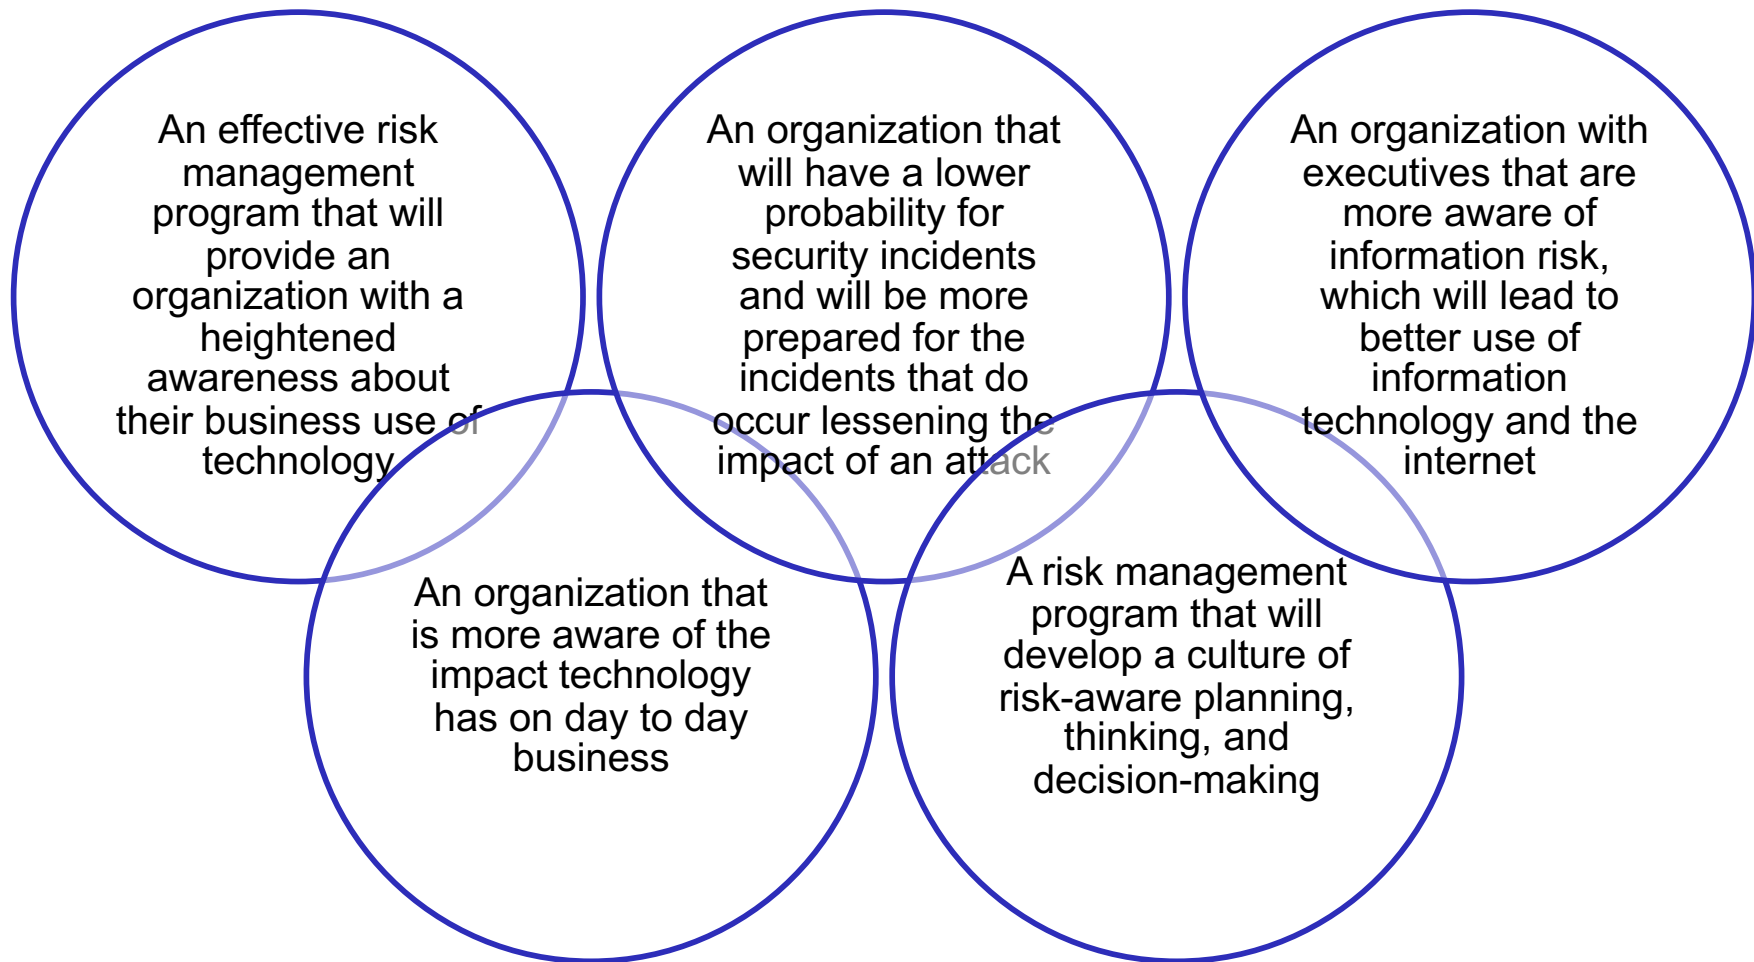 An effective risk
management
program that will
provide an
organization with a
heightened
awareness about
their business use of
technology
An organization that
will have a lower
probability for
security incidents
and will be more
prepared for the
incidents that do
occur lessening the
impact of an attack
An organization with
executives that are
more aware of
information risk,
which will lead to
better use of
information
technology and the
internet
An organization that
is more aware of the
impact technology
has on day to day
business
A risk management
program that will
develop a culture of
risk-aware planning,
thinking, and
decision-making